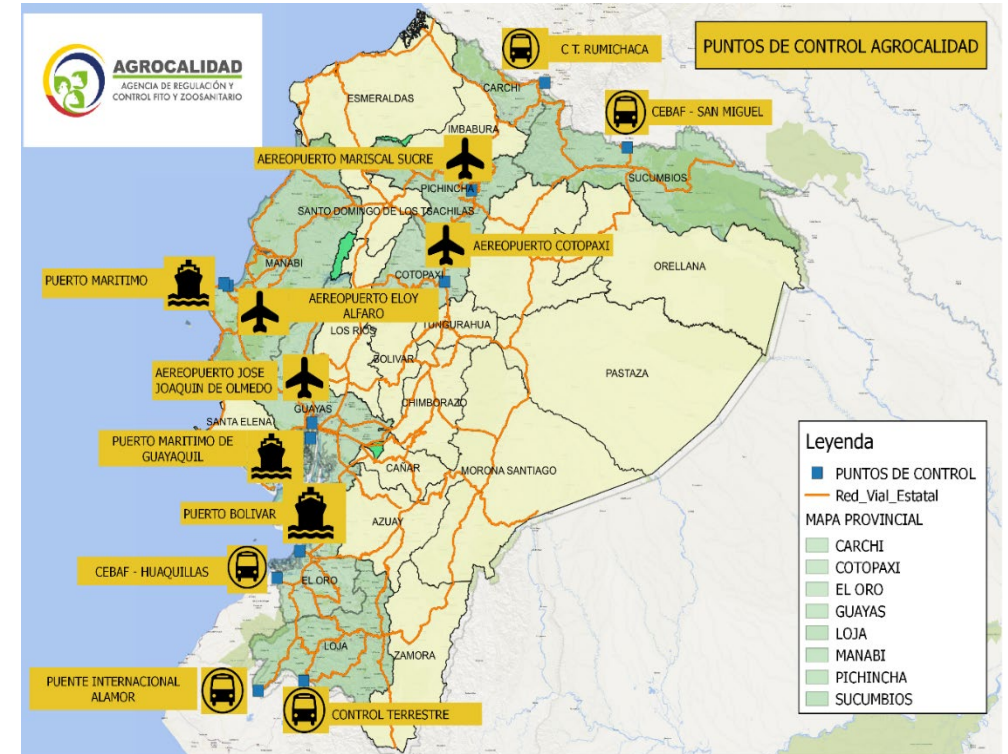 AGROCALIDAD
AGENCIA DE REGULACIÓN Y
CONTROL FITO Y ZOOSANITARIO
PUNTOS DE CONTROL AGROCALIDAD
C T. RUMICHACA
CARCHI
ESMERALDAS
CEBAF - SAN MIGUEL
IMBABURA
AEREOPUERTO MARISCAL SUCRE
PICHINCHA
SUCUMBIOS
SANTO DOMINGO DE LOS TSACHILAS
AEREOPUERTO COTOPAXI
MANABI
COTOPAXI
ORELLANA
PUERTO MARITIMO
AEREOPUERTO ELOY
ALFARO
LOS RIOS
TUNGURAHUA
BOLIVAR
PASTAZA
AEREOPUERTO JOSE
JOAQUIN DE OLMEDO
CHIMBORAZO
GUAYAS
SANTA ELENA
PUERTO MARITIMO DE
GUAYAQUIL
CAÑAR
MORONA SANTIAGO
PUERTO BOLIVAR
AZUAY
CEBAF - HUAQUILLAS
EL ORO
LOJA
ZAMORA
PUENTE INTERNACIONAL
ALAMOR
CONTROL TERRESTRE
Leyenda
PUNTOS DE CONTROL
Red_Vial_Estatal
MAPA PROVINCIAL
CARCHI
COTOPAXI
EL ORO
GUAYAS
LOJA
MANABI
PICHINCHA
SUCUMBIOS